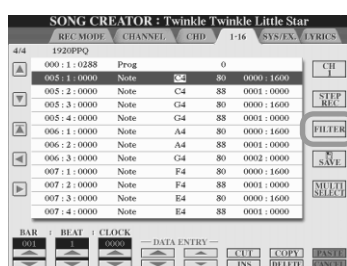 SONG CREATOR : Twinkle Twinkle Little Star
REC MODE CHANNEL CHD 1-16 SYS/EX. LYRICS
4/4 1920PPQ
000 : 1 : 0288 Prog 0
005 : 1 : 0000 Note C4 80 0000 : 1600
005 : 2 : 0000 Note C4 88 0001 : 0000
005 : 3 : 0000 Note G4 80 0000 : 1600
005 : 4 : 0000 Note G4 88 0001 : 0000
006 : 1 : 0000 Note A4 80 0000 : 1600
006 : 2 : 0000 Note A4 88 0001 : 0000
006 : 3 : 0000 Note G4 80 0002 : 0000
007 : 1 : 0000 Note F4 80 0000 : 1600
007 : 2 : 0000 Note F4 88 0001 : 0000
007 : 3 : 0000 Note E4 80 0000 : 1600
007 : 4 : 0000 Note E4 88 0001 : 0000
CH
1
STEP
REC
FILTER
SAVE
MULTI
SELECT
BAR : BEAT : CLOCK
001 1 0000
DATA ENTRY
CUT COPY PASTE
INS DELETE CANCEL